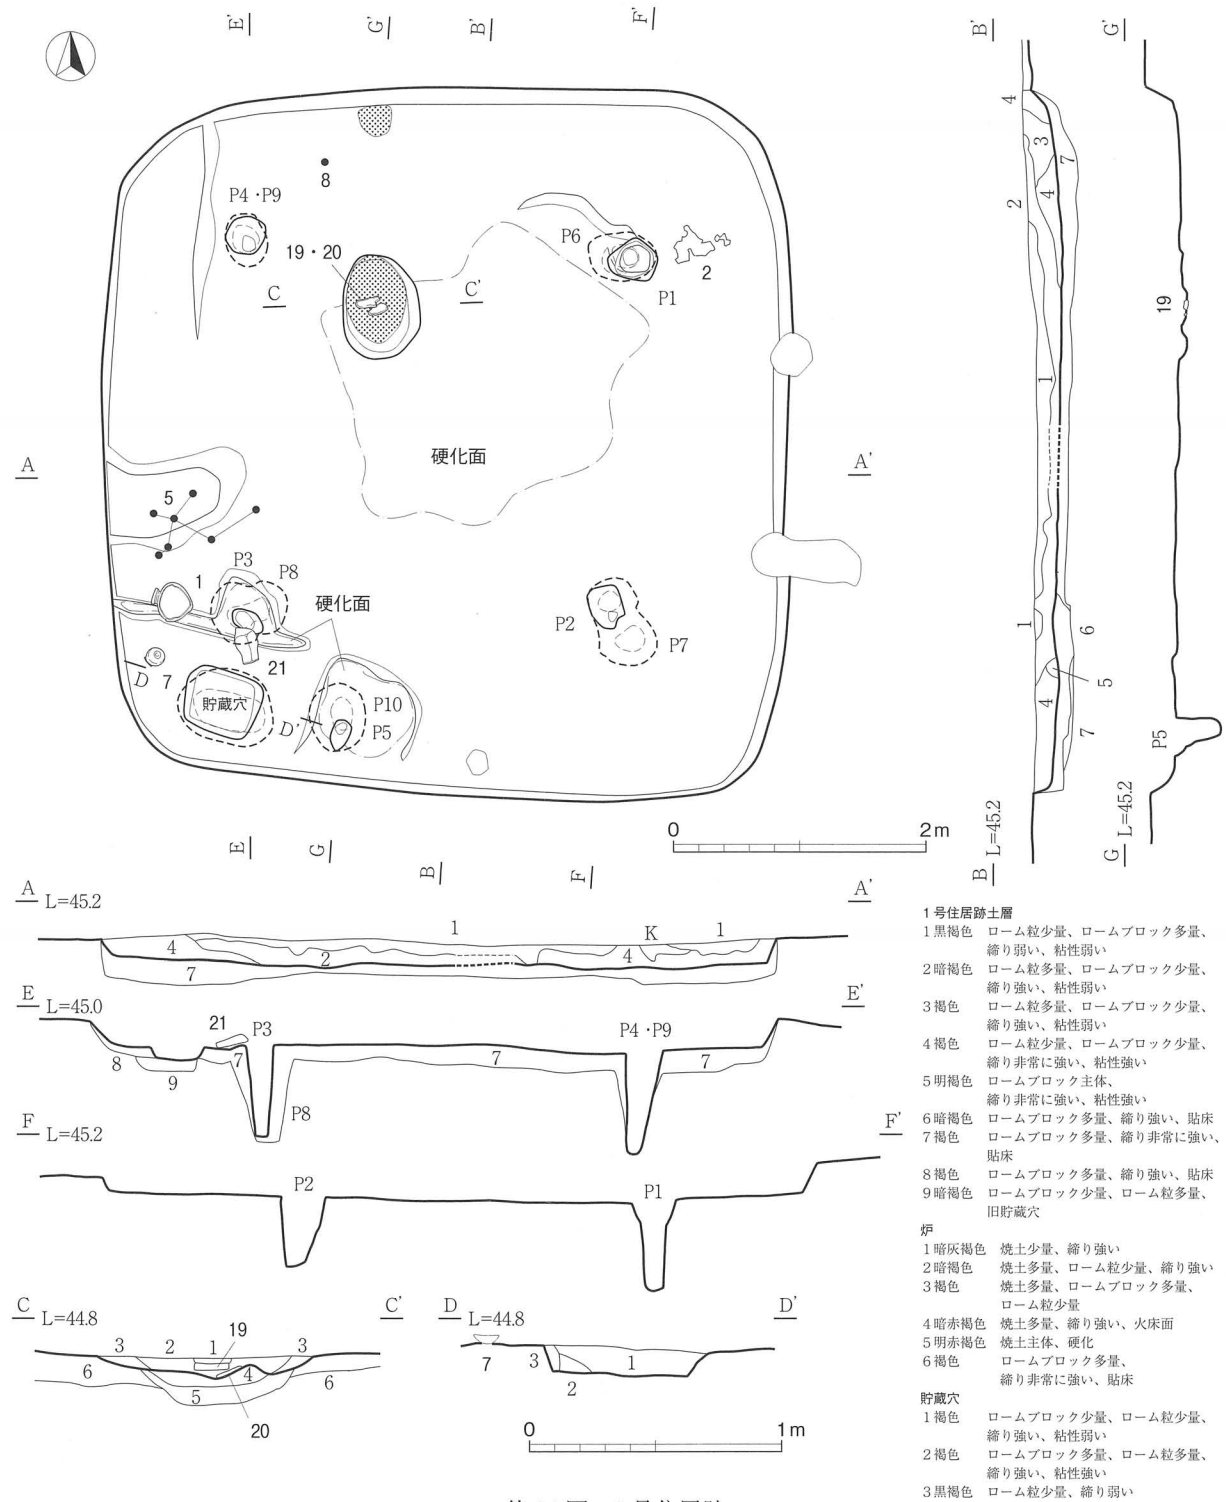 E'
G'
B'
F'
B'
G'
8
P4・P9
19・20
P6
2
P1
C
C'
硬化面
A
A'
5
P3
P8
1
硬化面
P2
P7
D
7
21
貯蔵穴
D'
P10
P5
4
3
7
4
2
1
19
1
6
5
4
7
P5
B
L=45.2
G
L=45.2
0
2m
E
G
B
F
A
L=45.2
A'
1
K
1
4
2
4
7
E
L=45.0
E'
21
P3
P4・P9
8
9
7
7
7
P8
F
L=45.2
F'
P2
P1
C
L=44.8
C'
19
3
2
1
3
6
4
6
5
20
D
L=44.8
D'
7
3
1
2
0
1m
1号住居跡土層
1黒褐色 ローム粒少量、ロームブロック多量、
締り弱い、粘性弱い
2暗褐色 ローム粒多量、ロームブロック少量、
締り強い、粘性弱い
3褐色 ローム粒多量、ロームブロック少量、
締り強い、粘性弱い
4褐色 ローム粒少量、ロームブロック少量、
締り非常に強い、粘性強い
5明褐色 ロームブロック主体、
締り非常に強い、粘性強い
6暗褐色 ロームブロック多量、締り強い、貼床
7褐色 ロームブロック多量、締り非常に強い、
貼床
8褐色 ロームブロック多量、締り強い、貼床
9暗褐色 ロームブロック少量、ローム粒多量、
旧貯蔵穴
炉
1暗灰褐色 焼土少量、締り強い
2暗褐色 焼土多量、ローム粒少量、締り強い
3褐色 焼土多量、ロームブロック多量、
ローム粒少量
4暗赤褐色 焼土多量、締り強い、火床面
5明赤褐色 焼土主体、硬化
6褐色 ロームブロック多量、
締り非常に強い、貼床
貯蔵穴
1褐色 ロームブロック少量、ローム粒少量、
締り強い、粘性弱い
2褐色 ロームブロック多量、ローム粒多量、
締り強い、粘性強い
3黒褐色 ローム粒少量、締り弱い